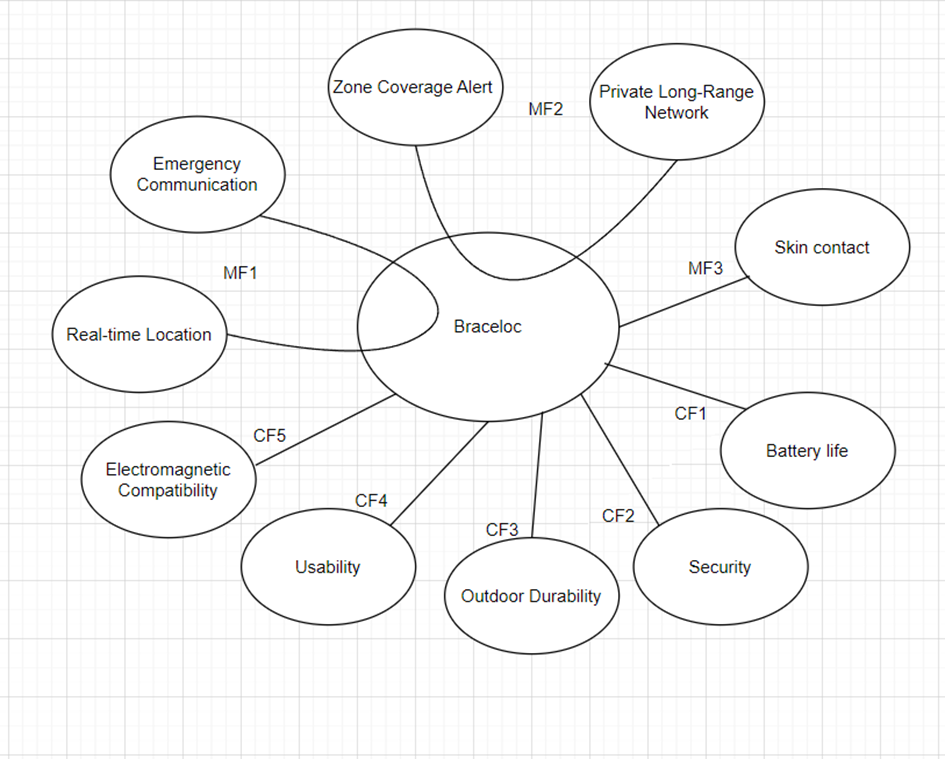 Zone Coverage Alert
MF2
Private Long-Range
Network
Emergency
Communication
Skin contact
MF3
MF1
Real-time Location
Braceloc
CF1
CF5
Battery life
Electromagnetic
Compatibility
CF4
CF2
CF3
Usability
Security
Outdoor Durability